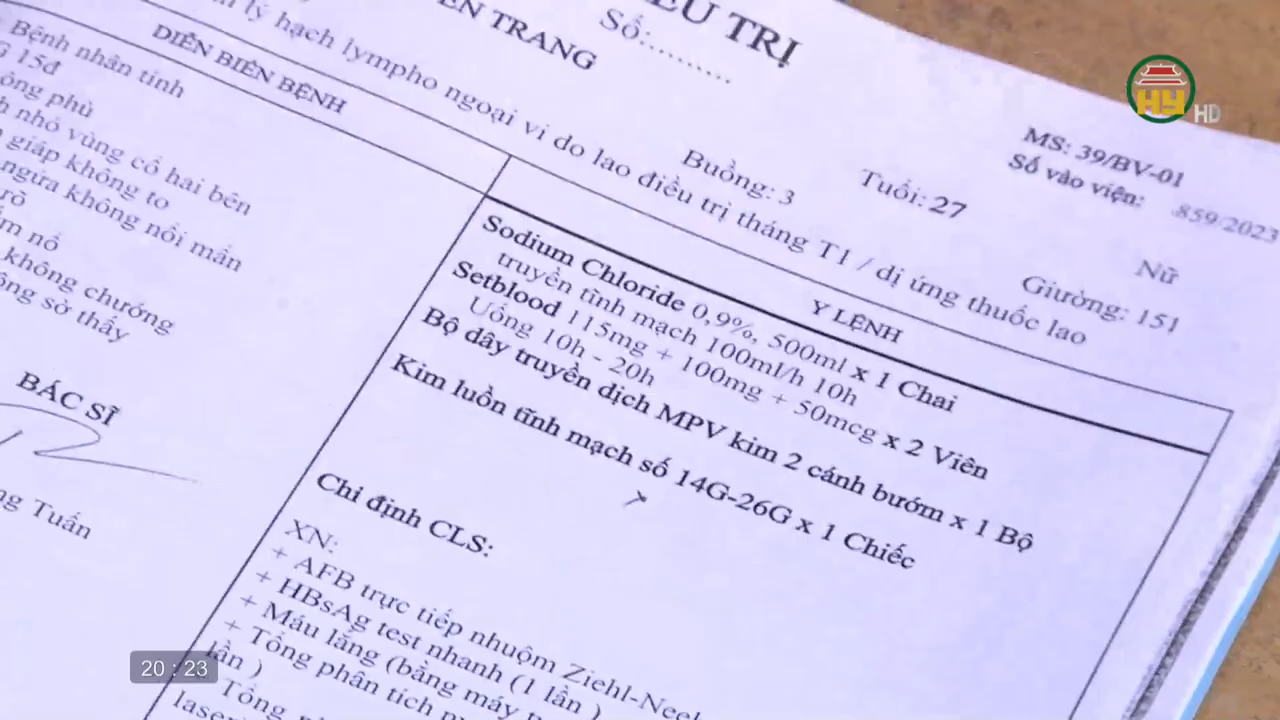 ỀU TRỊ
Số:..........
ỀN TRANG
MS: 39/BV-01
Số vào viện: 859/2023
Buồng: 3
Tuổi: 27
Nữ
Giường: 151
lý hạch lympho ngoại vi do lao điều trị tháng T1 / dị ứng thuốc lao
DIỄN BIẾN BỆNH
Y LỆNH
Bệnh nhân tỉnh
G 15đ
ông phù
h nhỏ vùng cổ hai bên
giáp không to
ngứa không nổi mẩn
rõ
ổ
không chướng
ông sờ thấy
BÁC SĨ
ng Tuấn
Sodium Chloride 0,9%, 500ml x 1 Chai
truyền tĩnh mạch 100ml/h 10h
Setblood 115mg + 100mg + 50mcg x 2 Viên
Uống 10h - 20h
Bộ dây truyền dịch MPV kim 2 cánh bướm x 1 Bộ
Kim luồn tĩnh mạch số 14G-26G x 1 Chiếc
Chỉ định CLS:
XN:
+ AFB trực tiếp nhuộm Ziehl-Neel
+ HBsAg test nhanh (1 lần )
+ Máu lắng (bằng máy
+ Tổng phân tích
lần )
Tổng
laser
HY HD
20 : 23